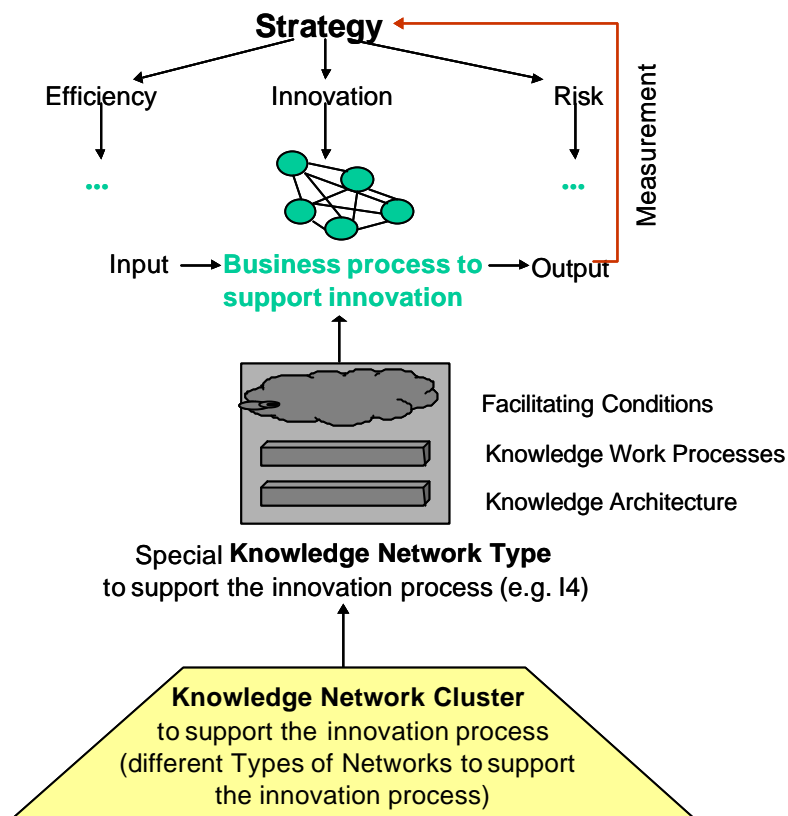 Strategy
Efficiency
Innovation
Risk
...
...
Measurement
Input
Business process to
support innovation
Output
Facilitating Conditions
Knowledge Work Processes
Knowledge Architecture
Special Knowledge Network Type
to support the innovation process (e.g. I4)
Knowledge Network Cluster
to support the innovation process
(different Types of Networks to support
the innovation process)